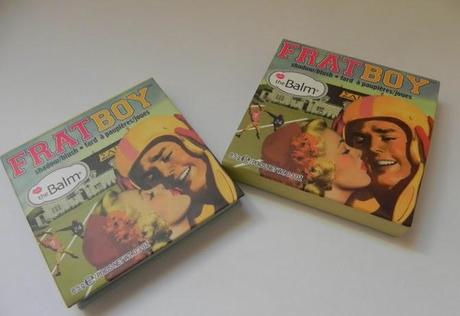 FRATBOY
shadow/blush • fard à paupières/joues
theBalm®
FRATBOY
shadow/blush • fard à paupières/joues
theBalm®